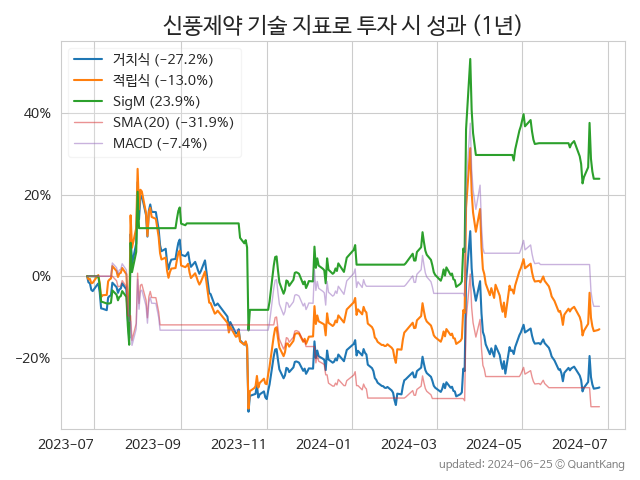 신풍제약 기술 지표로 투자 시 성과 (1년)
거치식 (−27.2%)
적립식 (−13.0%)
SigM (23.9%)
SMA(20) (−31.9%)
MACD (−7.4%)
40%
20%
0%
−20%
2023-07 2023-09 2023-11 2024-01 2024-03 2024-05 2024-07
updated: 2024-06-25 © QuantKang